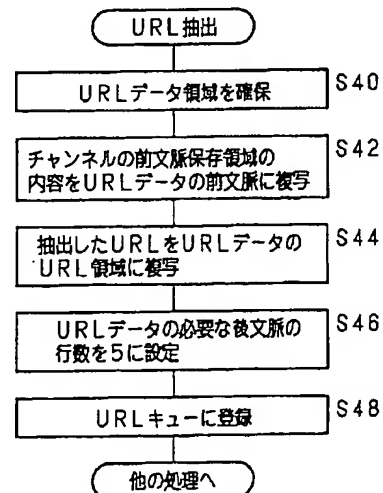 URL抽出
URLデータ領域を確保
S40
チャンネルの前文脈保存領域の
内容をURLデータの前文脈に複写
S42
抽出したURLをURLデータの
URL領域に複写
S44
URLデータの必要な後文脈の
行数を5に設定
S46
URLキューに登録
S48
他の処理へ